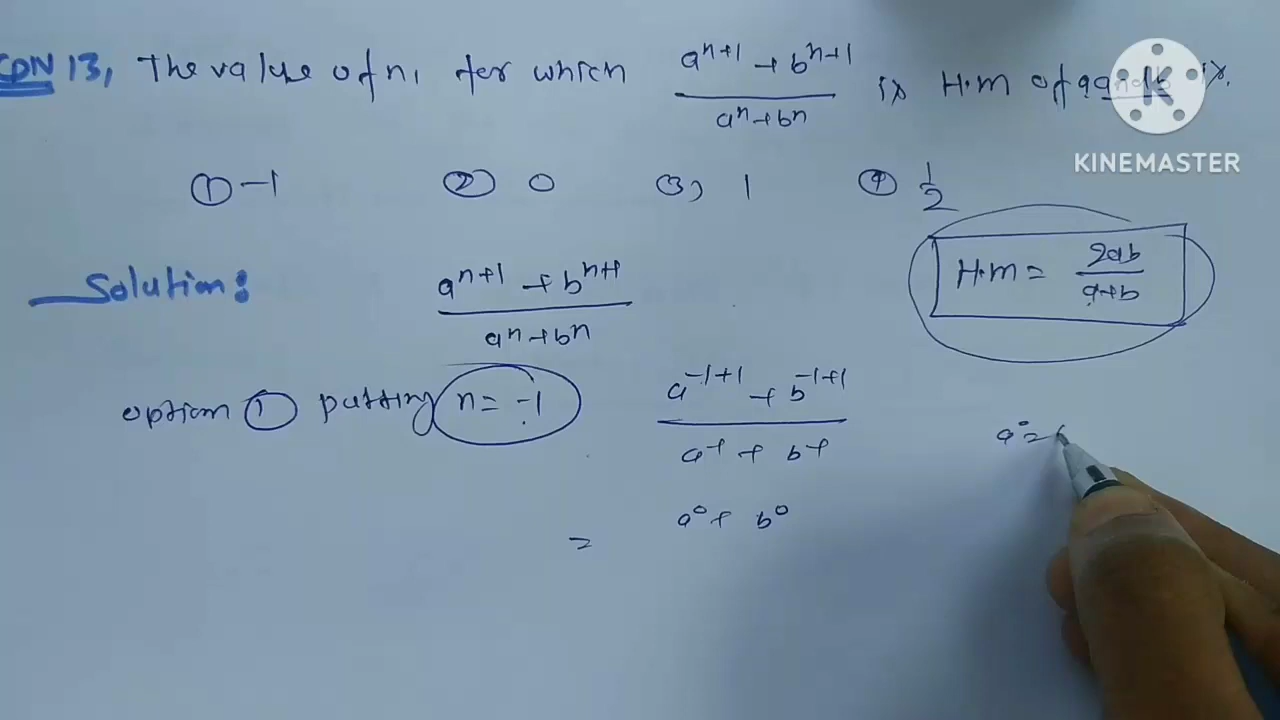 QN 13, The value of n, for which a^{n+1} + b^{n+1} / a^n + b^n is H.M of a and b is.
KINEMASTER
① -1 ② 0 ③, 1 ④ 1/2
Solution: a^{n+1} + b^{n+1} / a^n + b^n
H.M = 2ab / a+b
option ① putting n = -1 a^{-1+1} + b^{-1+1} / a^{-1} + b^{-1}
a^0 =
= a^0 + b^0